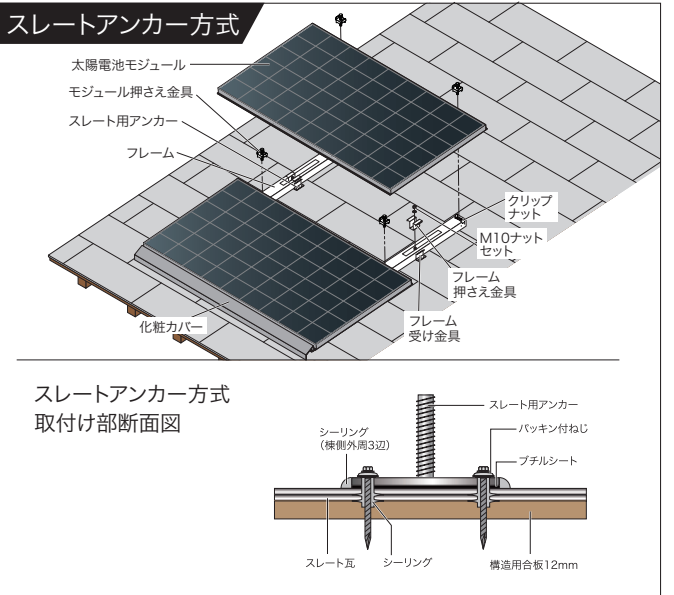 スレートアンカー方式
太陽電池モジュール
モジュール押さえ金具
スレート用アンカー
フレーム
クリップ
ナット
M10ナット
セット
フレーム
押さえ金具
フレーム
受け金具
化粧カバー
スレートアンカー方式
取付け部断面図
スレート用アンカー
シーリング
(棟側外周3辺)
パッキン付ねじ
ブチルシート
スレート瓦
シーリング
構造用合板12mm